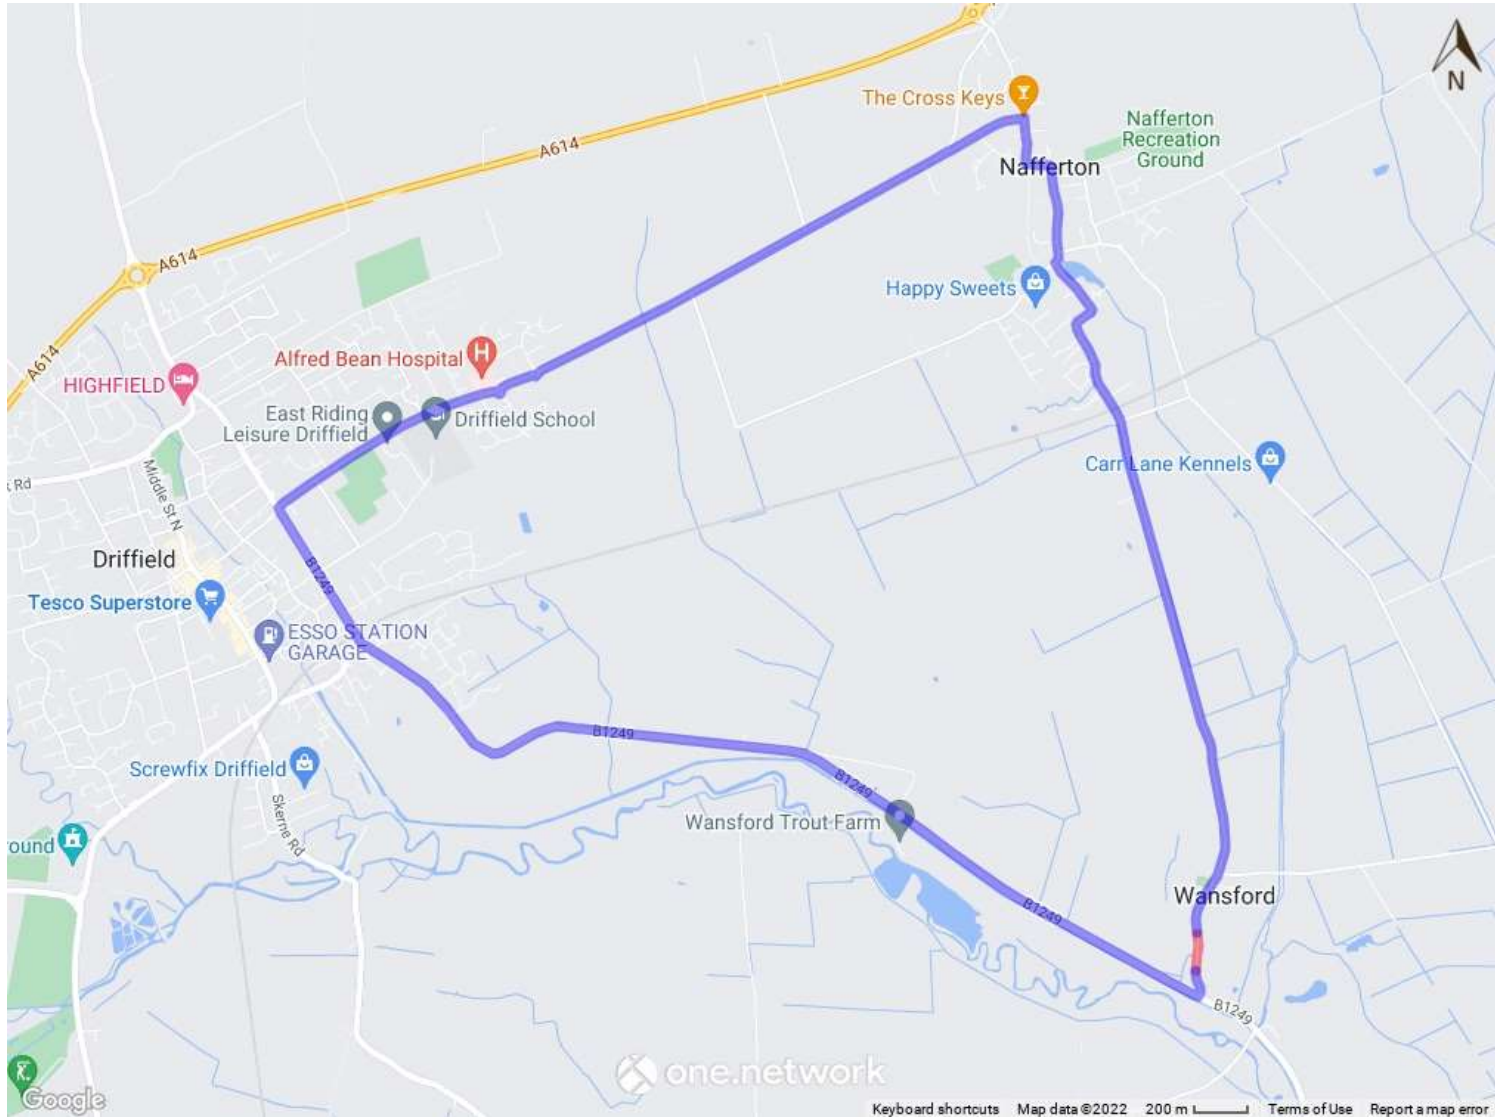 A614
The Cross Keys
N
Nafferton
Recreation
Ground
Nafferton
A614
A614
Happy Sweets
Alfred Bean Hospital
H
HIGHFIELD
East Riding
Leisure Driffield
Driffield School
Rd
Middle St N
Carr Lane Kennels
Driffield
B1249
Tesco Superstore
ESSO STATION
GARAGE
B1249
Screwfix Driffield
B1249
Skerne Rd
Wansford Trout Farm
ound
Wansford
B1249
B1249
one.network
Google
Keyboard shortcuts Map data ©2022 200 m Terms of Use Report a map error